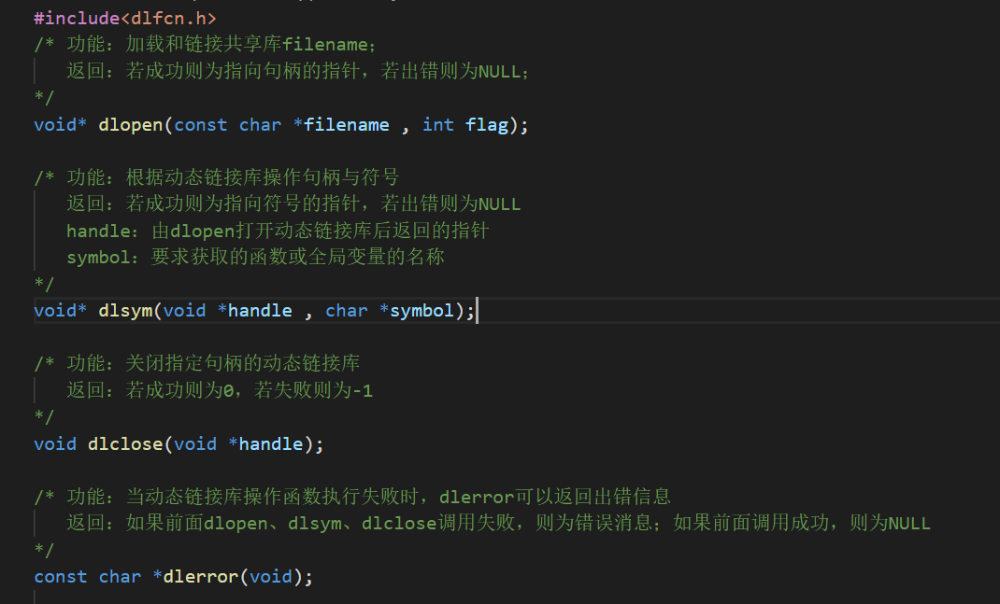 #include<dlfcn.h>
/* 功能：加载和链接共享库filename；
返回：若成功则为指向句柄的指针，若出错则为NULL；
*/
void* dlopen(const char *filename , int flag);
/* 功能：根据动态链接库操作句柄与符号
返回：若成功则为指向符号的指针，若出错则为NULL
handle：由dlopen打开动态链接库后返回的指针
symbol：要求获取的函数或全局变量的名称
*/
void* dlsym(void *handle , char *symbol);
/* 功能：关闭指定句柄的动态链接库
返回：若成功则为0，若失败则为-1
*/
void dlclose(void *handle);
/* 功能：当动态链接库操作函数执行失败时，dlerror可以返回出错信息
返回：如果前面dlopen、dlsym、dlclose调用失败，则为错误消息；如果前面调用成功，则为NULL
*/
const char *dlerror(void);